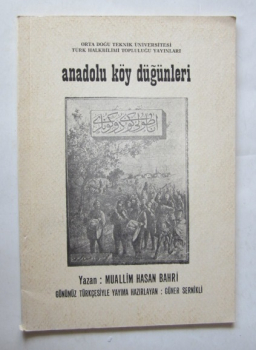 ORTA DOĞU TEKNİK ÜNİVERSİTESİ
TÜRK HALKBİLİMİ TOPLULUĞU YAYINLARI
anadolu köy düğünleri
Yazan : MUALLİM HASAN BAHRİ
GÜNÜMÜZ TÜRKÇESİYLE YAYIMA HAZIRLAYAN : GÜNER SERNİKLİ